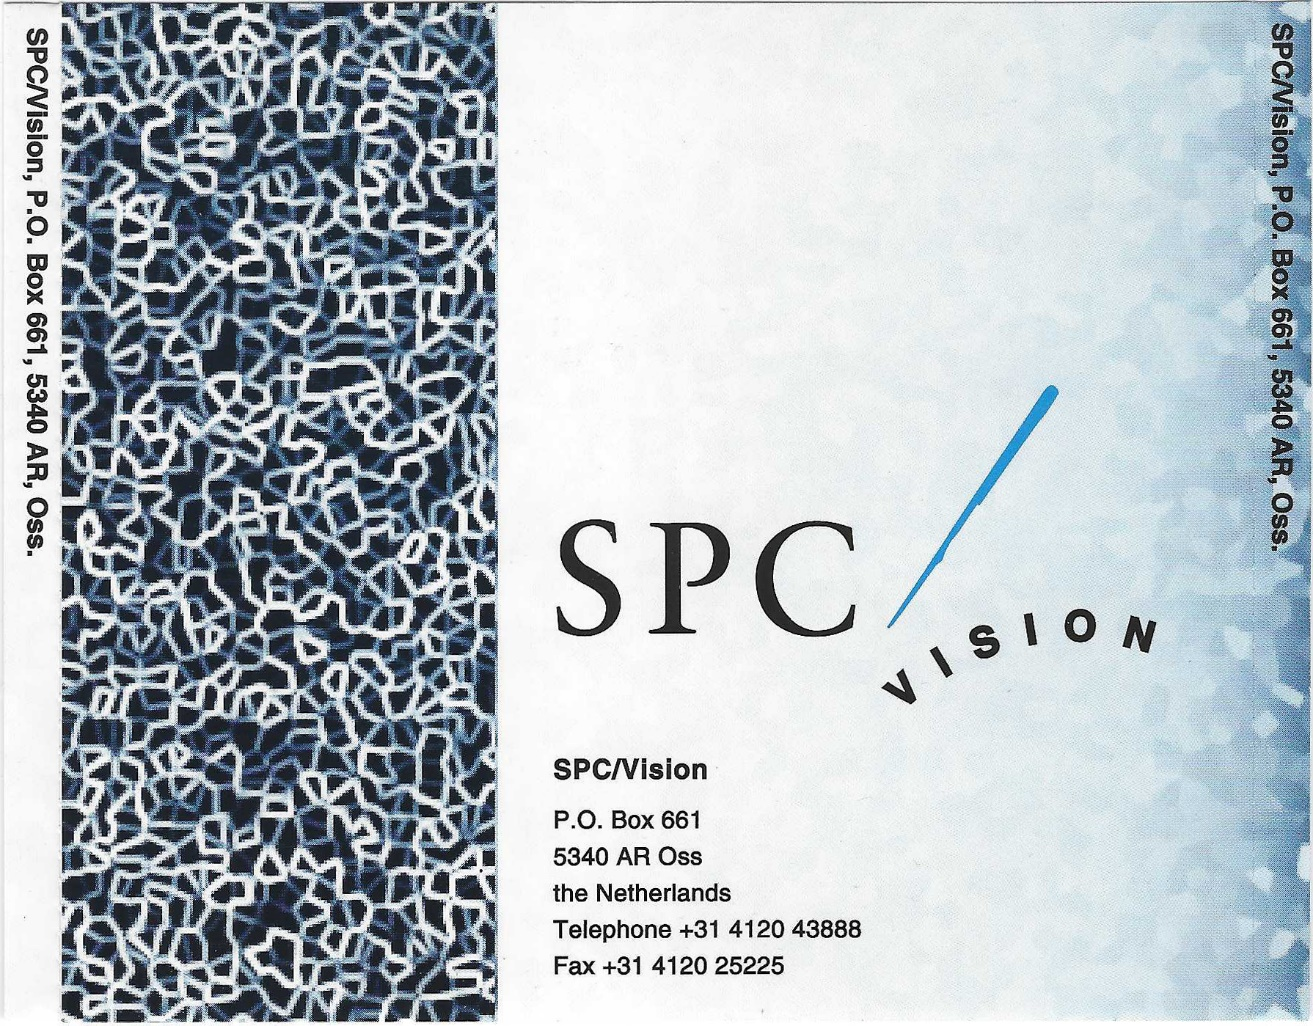 SPC/Vision, P.O. Box 661, 5340 AR, Oss.
SPC
VISION
SPC/Vision
P.O. Box 661
5340 AR Oss
the Netherlands
Telephone +31 4120 43888
Fax +31 4120 25225
SPC/Vision, P.O. Box 661, 5340 AR, Oss.